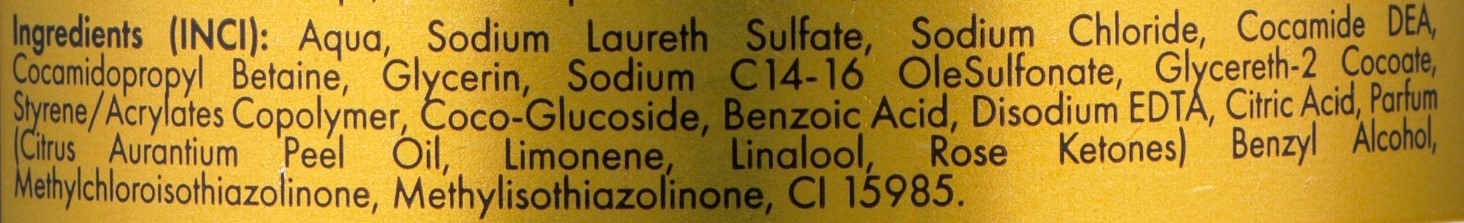 Ingredients (INCI): Aqua, Sodium Laureth Sulfate, Sodium Chloride, Cocamide DEA,
Cocamidopropyl Betaine, Glycerin, Sodium C14-16 OleSulfonate, Glycereth-2 Cocoate,
Styrene/Acrylates Copolymer, Coco-Glucoside, Benzoic Acid, Disodium EDTA, Citric Acid, Parfum
(Citrus Aurantium Peel Oil, Limonene, Linalool, Rose Ketones) Benzyl Alcohol,
Methylchloroisothiazolinone, Methylisothiazolinone, CI 15985.